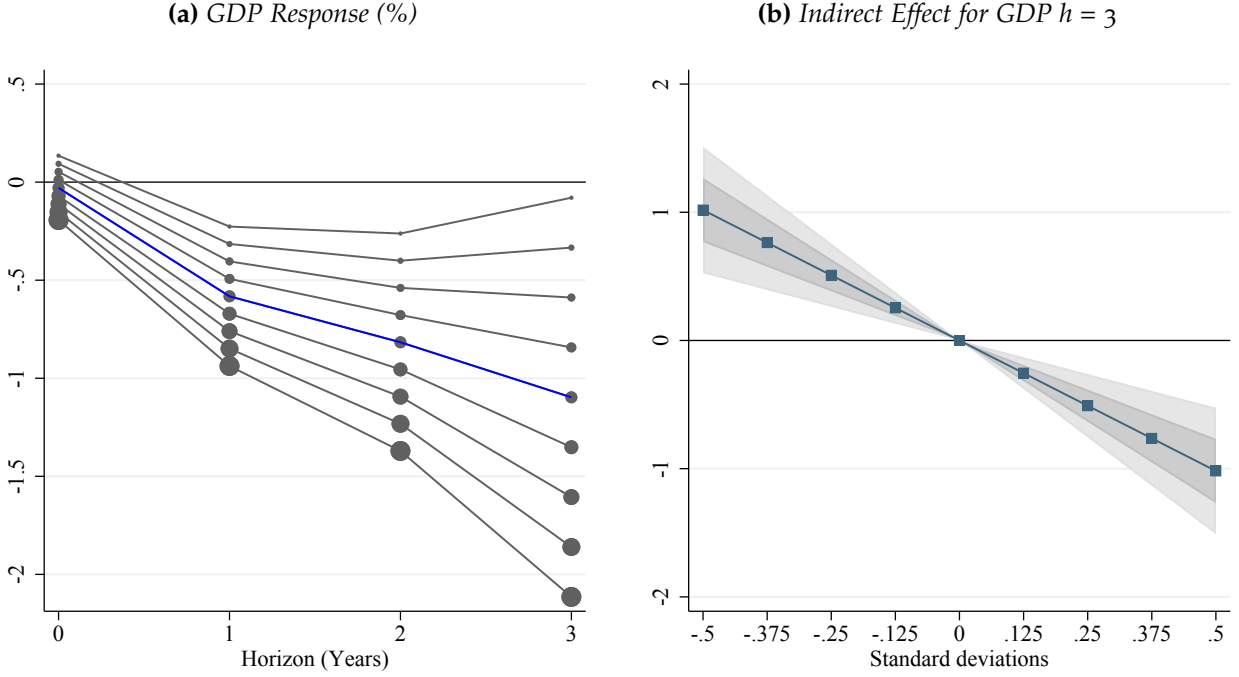 (a) GDP Response (%)
.5
0
-.5
-1
-1.5
-2
0 1 2 3
Horizon (Years)
(b) Indirect Effect for GDP h = 3
2
1
0
-1
-2
-.5 -.375 -.25 -.125 0 .125 .25 .375 .5
Standard deviations